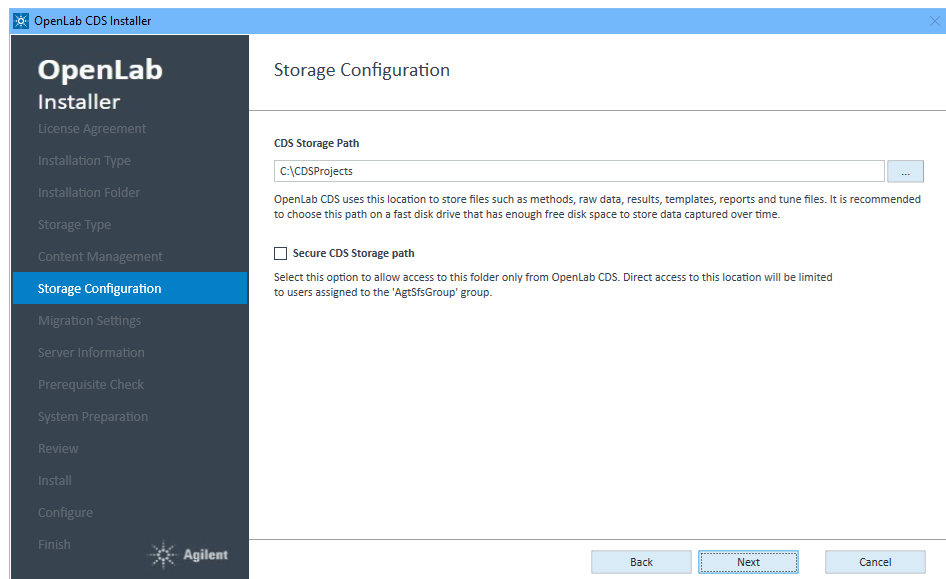 OpenLab CDS Installer
OpenLab
Installer
License Agreement
Installation Type
Installation Folder
Storage Type
Content Management
Storage Configuration
Migration Settings
Server Information
Prerequisite Check
System Preparation
Review
Install
Configure
Finish
Agilent
Storage Configuration
CDS Storage Path
C:\CDSProjects
...
OpenLab CDS uses this location to store files such as methods, raw data, results, templates, reports and tune files. It is recommended
to choose this path on a fast disk drive that has enough free disk space to store data captured over time.
Secure CDS Storage path
Select this option to allow access to this folder only from OpenLab CDS. Direct access to this location will be limited
to users assigned to the 'AgtSfsGroup' group.
Back
Next
Cancel